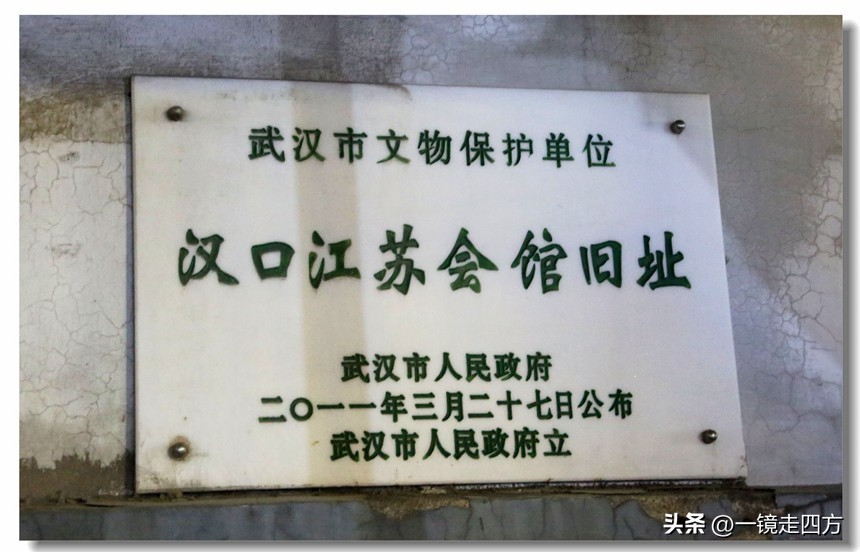 武汉市文物保护单位
汉口江苏会馆旧址
武汉市人民政府
二〇一一年三月二十七日公布
武汉市人民政府立
头条 @一镜走四方